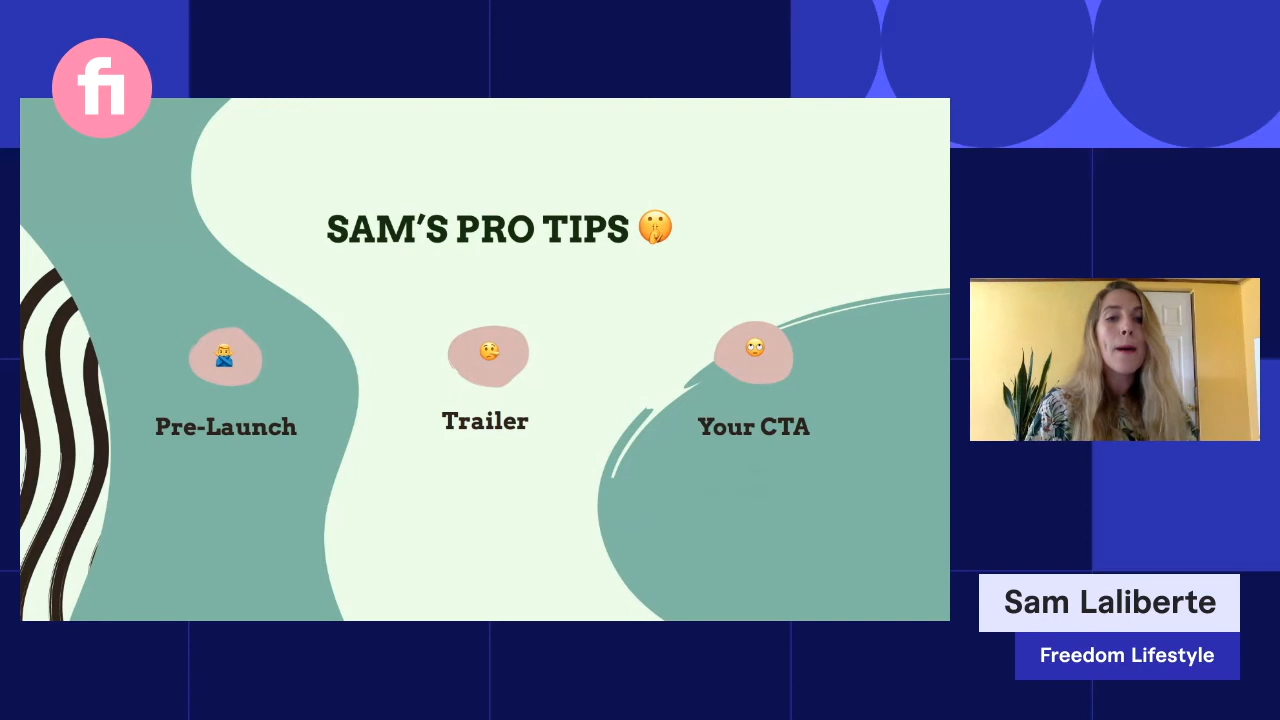 fi
SAM'S PRO TIPS 🤫
Pre-Launch
Trailer
Your CTA
Sam Laliberte
Freedom Lifestyle